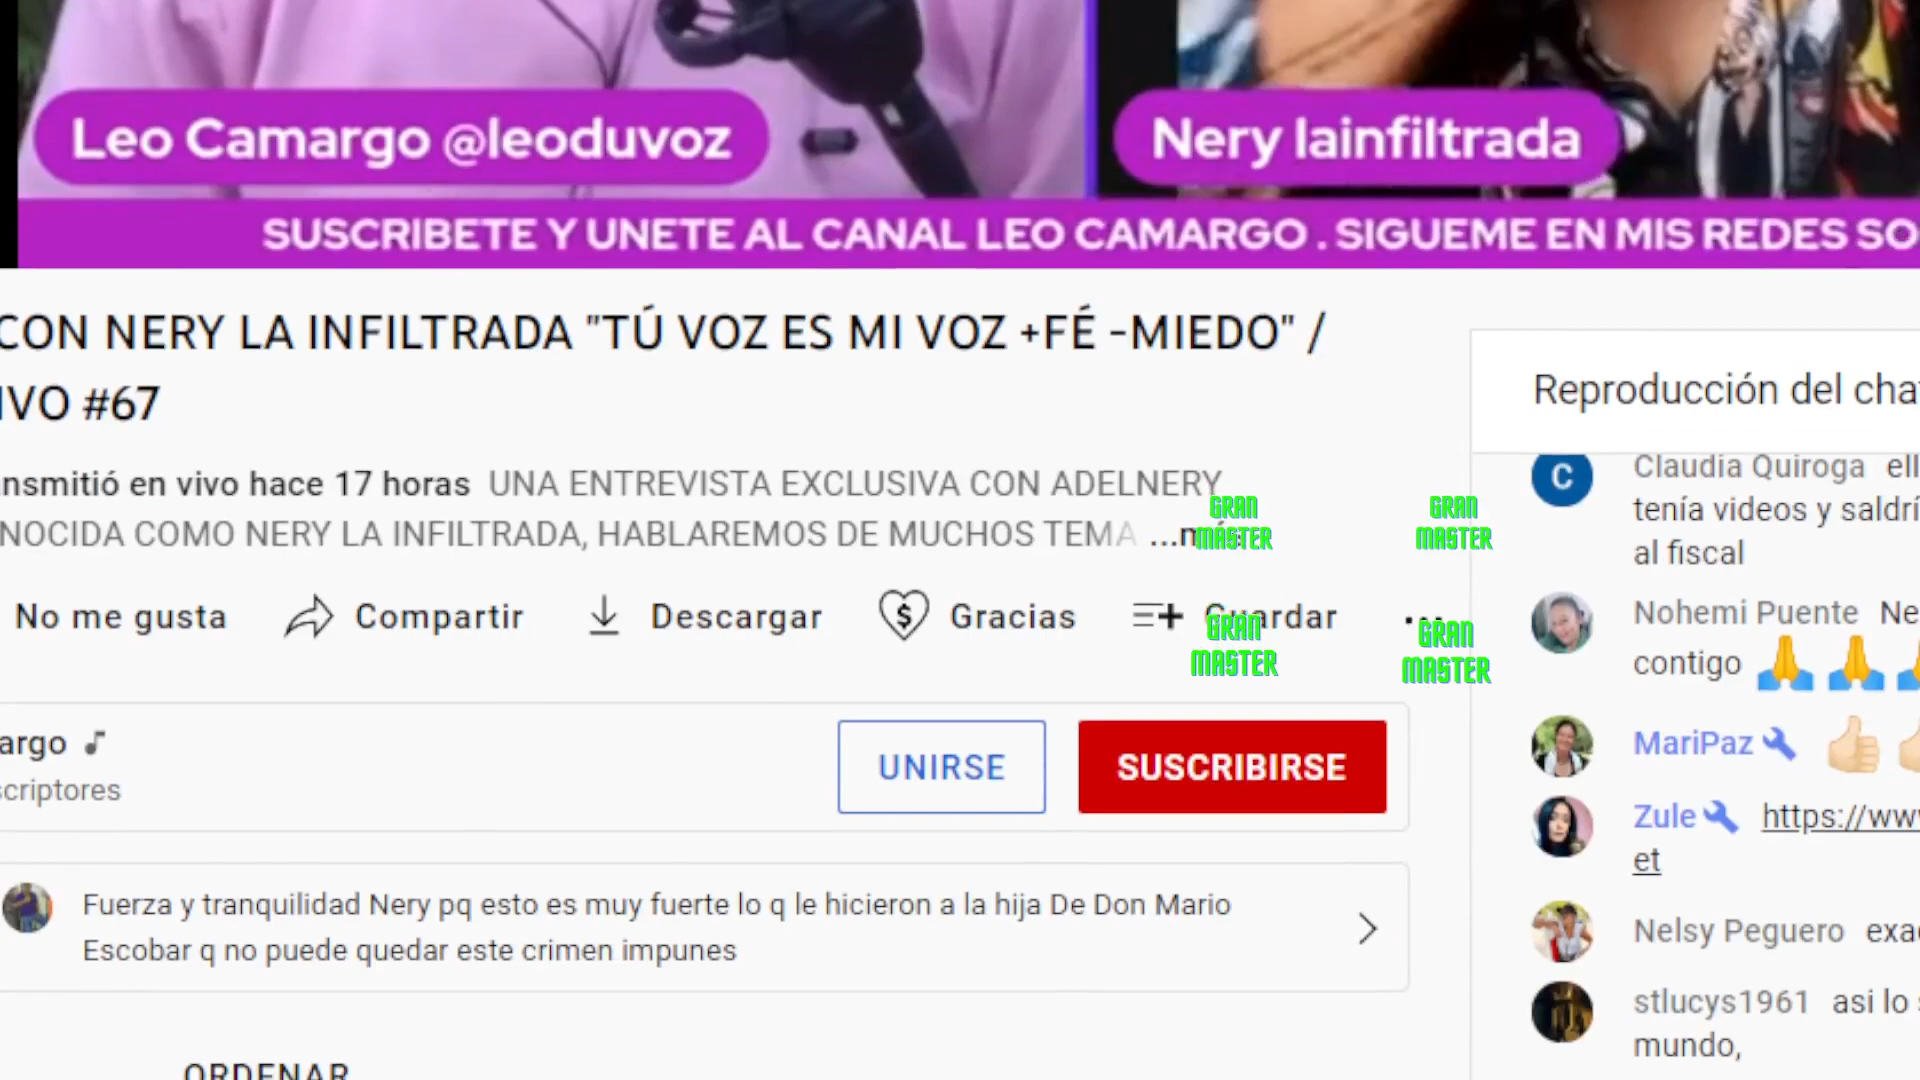 Leo Camargo @leoduvoz
Nery lainfiltrada
SUSCRIBETE Y UNETE AL CANAL LEO CAMARGO . SIGUEME EN MIS REDES SO
CON NERY LA INFILTRADA "TÚ VOZ ES MI VOZ +FÉ -MIEDO" /
IVO #67
nsmitió en vivo hace 17 horas UNA ENTREVISTA EXCLUSIVA CON ADELNERY
NOCIDA COMO NERY LA INFILTRADA, HABLAREMOS DE MUCHOS TEMA ...
GRAN MASTER
GRAN MASTER
No me gusta Compartir Descargar Gracias Guardar
GRAN MASTER
GRAN MASTER
argo
scriptores
UNIRSE
SUSCRIBIRSE
Fuerza y tranquilidad Nery pq esto es muy fuerte lo q le hicieron a la hija De Don Mario
Escobar q no puede quedar este crimen impunes
ORDENAR
Reproducción del cha
C
Claudia Quiroga ell
tenía videos y saldrí
al fiscal
Nohemi Puente Ne
contigo 🙏 🙏
MariPaz 👍🏻
Zule https://ww
et
Nelsy Peguero exa
stlucys1961 asi lo
mundo,